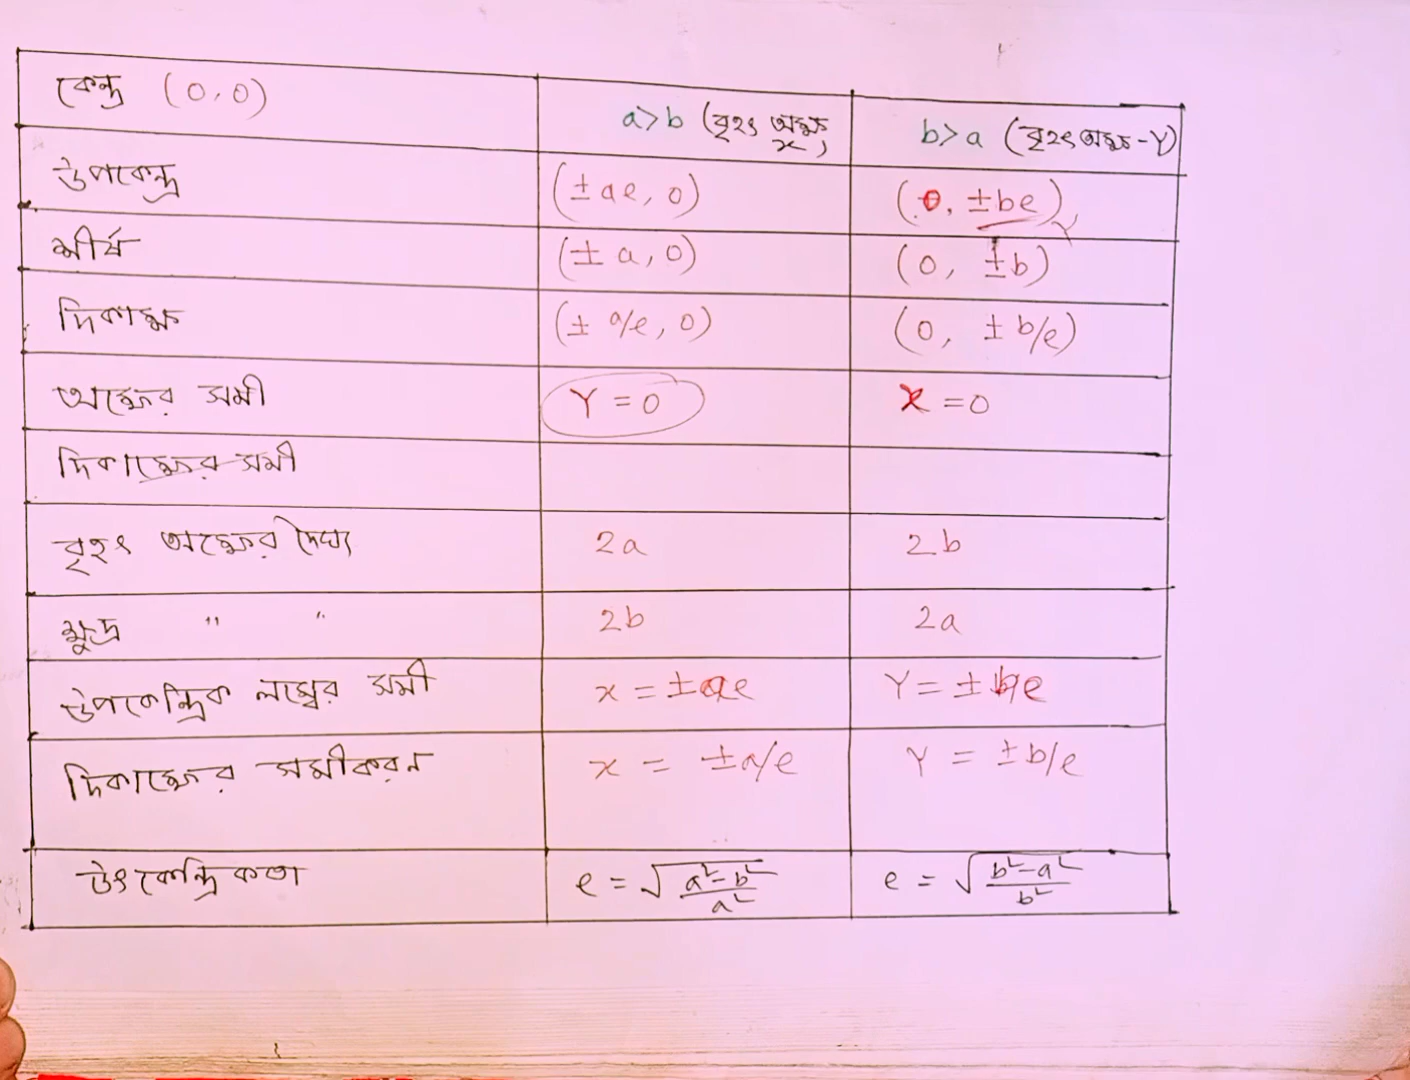 কেন্দ্র (0,0)
a>b (বৃহৎ অক্ষ x)
b>a (বৃহৎ অক্ষ-Y)
উপকেন্দ্র (±ae, 0) (0, ±be)
শীর্ষ (±a, 0) (0, ±b)
দিকাক্ষ (± a/e, 0) (0, ± b/e)
অক্ষের সমী Y = 0 X = 0
দিকাক্ষের সমী
বৃহৎ অক্ষের দৈঘ্য 2a 2b
ক্ষুদ্র " " 2b 2a
উপকেন্দ্রিক লম্বের সমী x = ±ae Y = ±be
দিকাক্ষের সমীকরন x = ±a/e Y = ±b/e
উৎকেন্দ্রিকতা e = √(a²-b²/a²) e = √(b²-a²/b²)